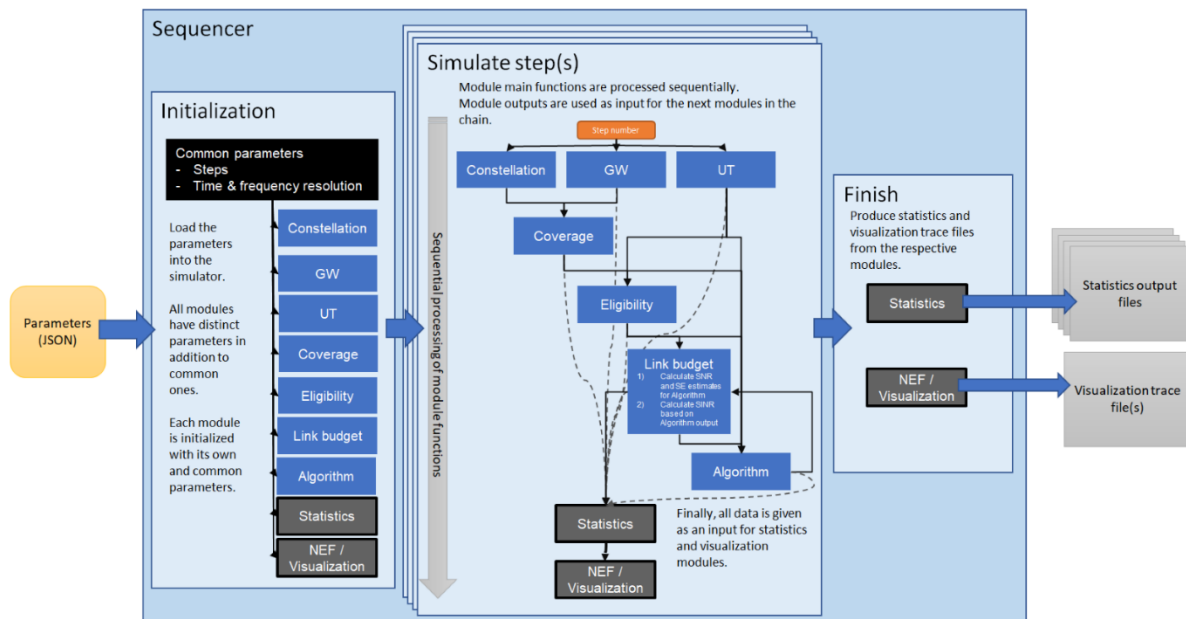 Sequencer
Parameters
(JSON)
Initialization
Common parameters
- Steps
- Time & frequency resolution
Load the
parameters
into the
simulator.
All modules
have distinct
parameters in
addition to
common
ones.
Each module
is initialized
with its own
and common
parameters.
Constellation
GW
UT
Coverage
Eligibility
Link budget
Algorithm
Statistics
NEF /
Visualization
Simulate step(s)
Module main functions are processed sequentially.
Module outputs are used as input for the next modules in the
chain.
Sequential processing of module functions
Step number
Constellation
GW
UT
Coverage
Eligibility
Link budget
1) Calculate SNR
and SE estimates
for Algorithm
2) Calculate SINR
based on
Algorithm output
Algorithm
Statistics
NEF /
Visualization
Finally, all data is given
as an input for statistics
and visualization
modules.
Finish
Produce statistics and
visualization trace files
from the respective
modules.
Statistics
NEF /
Visualization
Statistics output
files
Visualization trace
file(s)